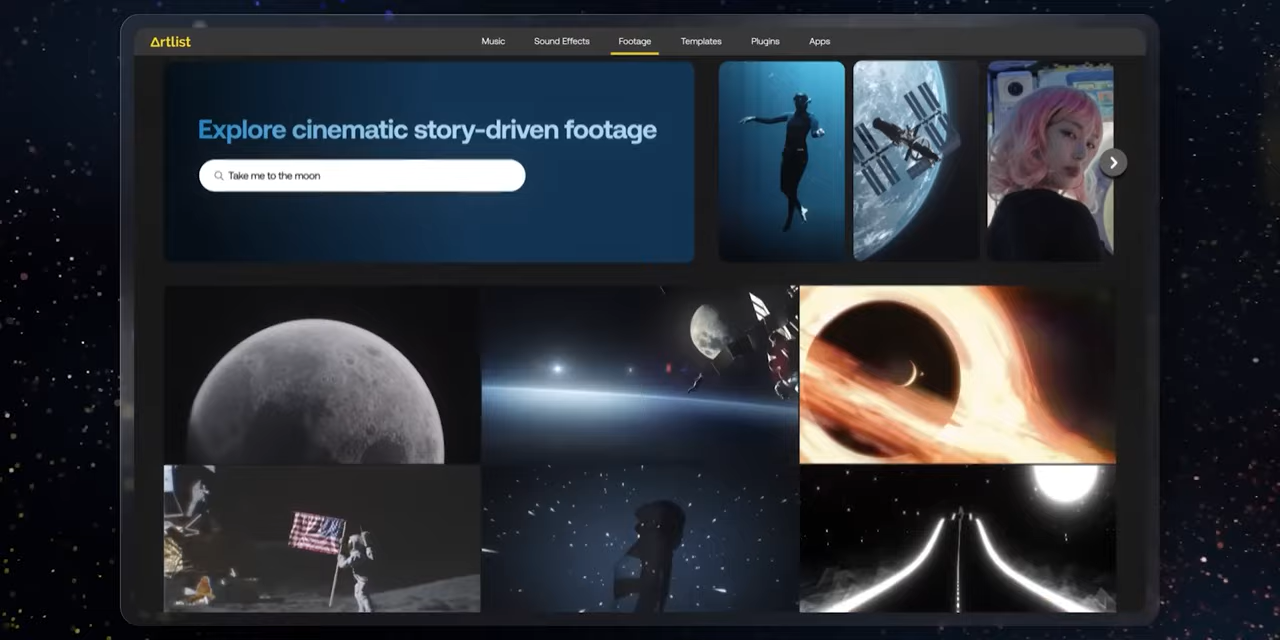 Artlist
Music Sound Effects Footage Templates Plugins Apps
Explore cinematic story-driven footage
Take me to the moon